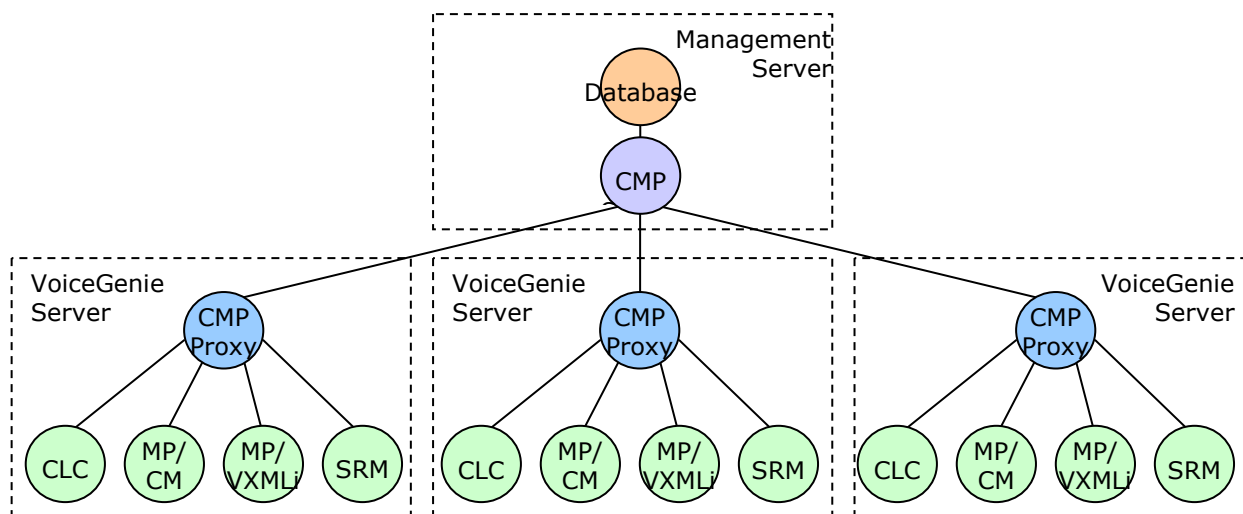 Management
Server
Database
CMP
VoiceGenie
Server
CMP
Proxy
CLC
MP/
CM
MP/
VXMLi
SRM
VoiceGenie
Server
CMP
Proxy
CLC
MP/
CM
MP/
VXMLi
SRM
VoiceGenie
Server
CMP
Proxy
CLC
MP/
CM
MP/
VXMLi
SRM